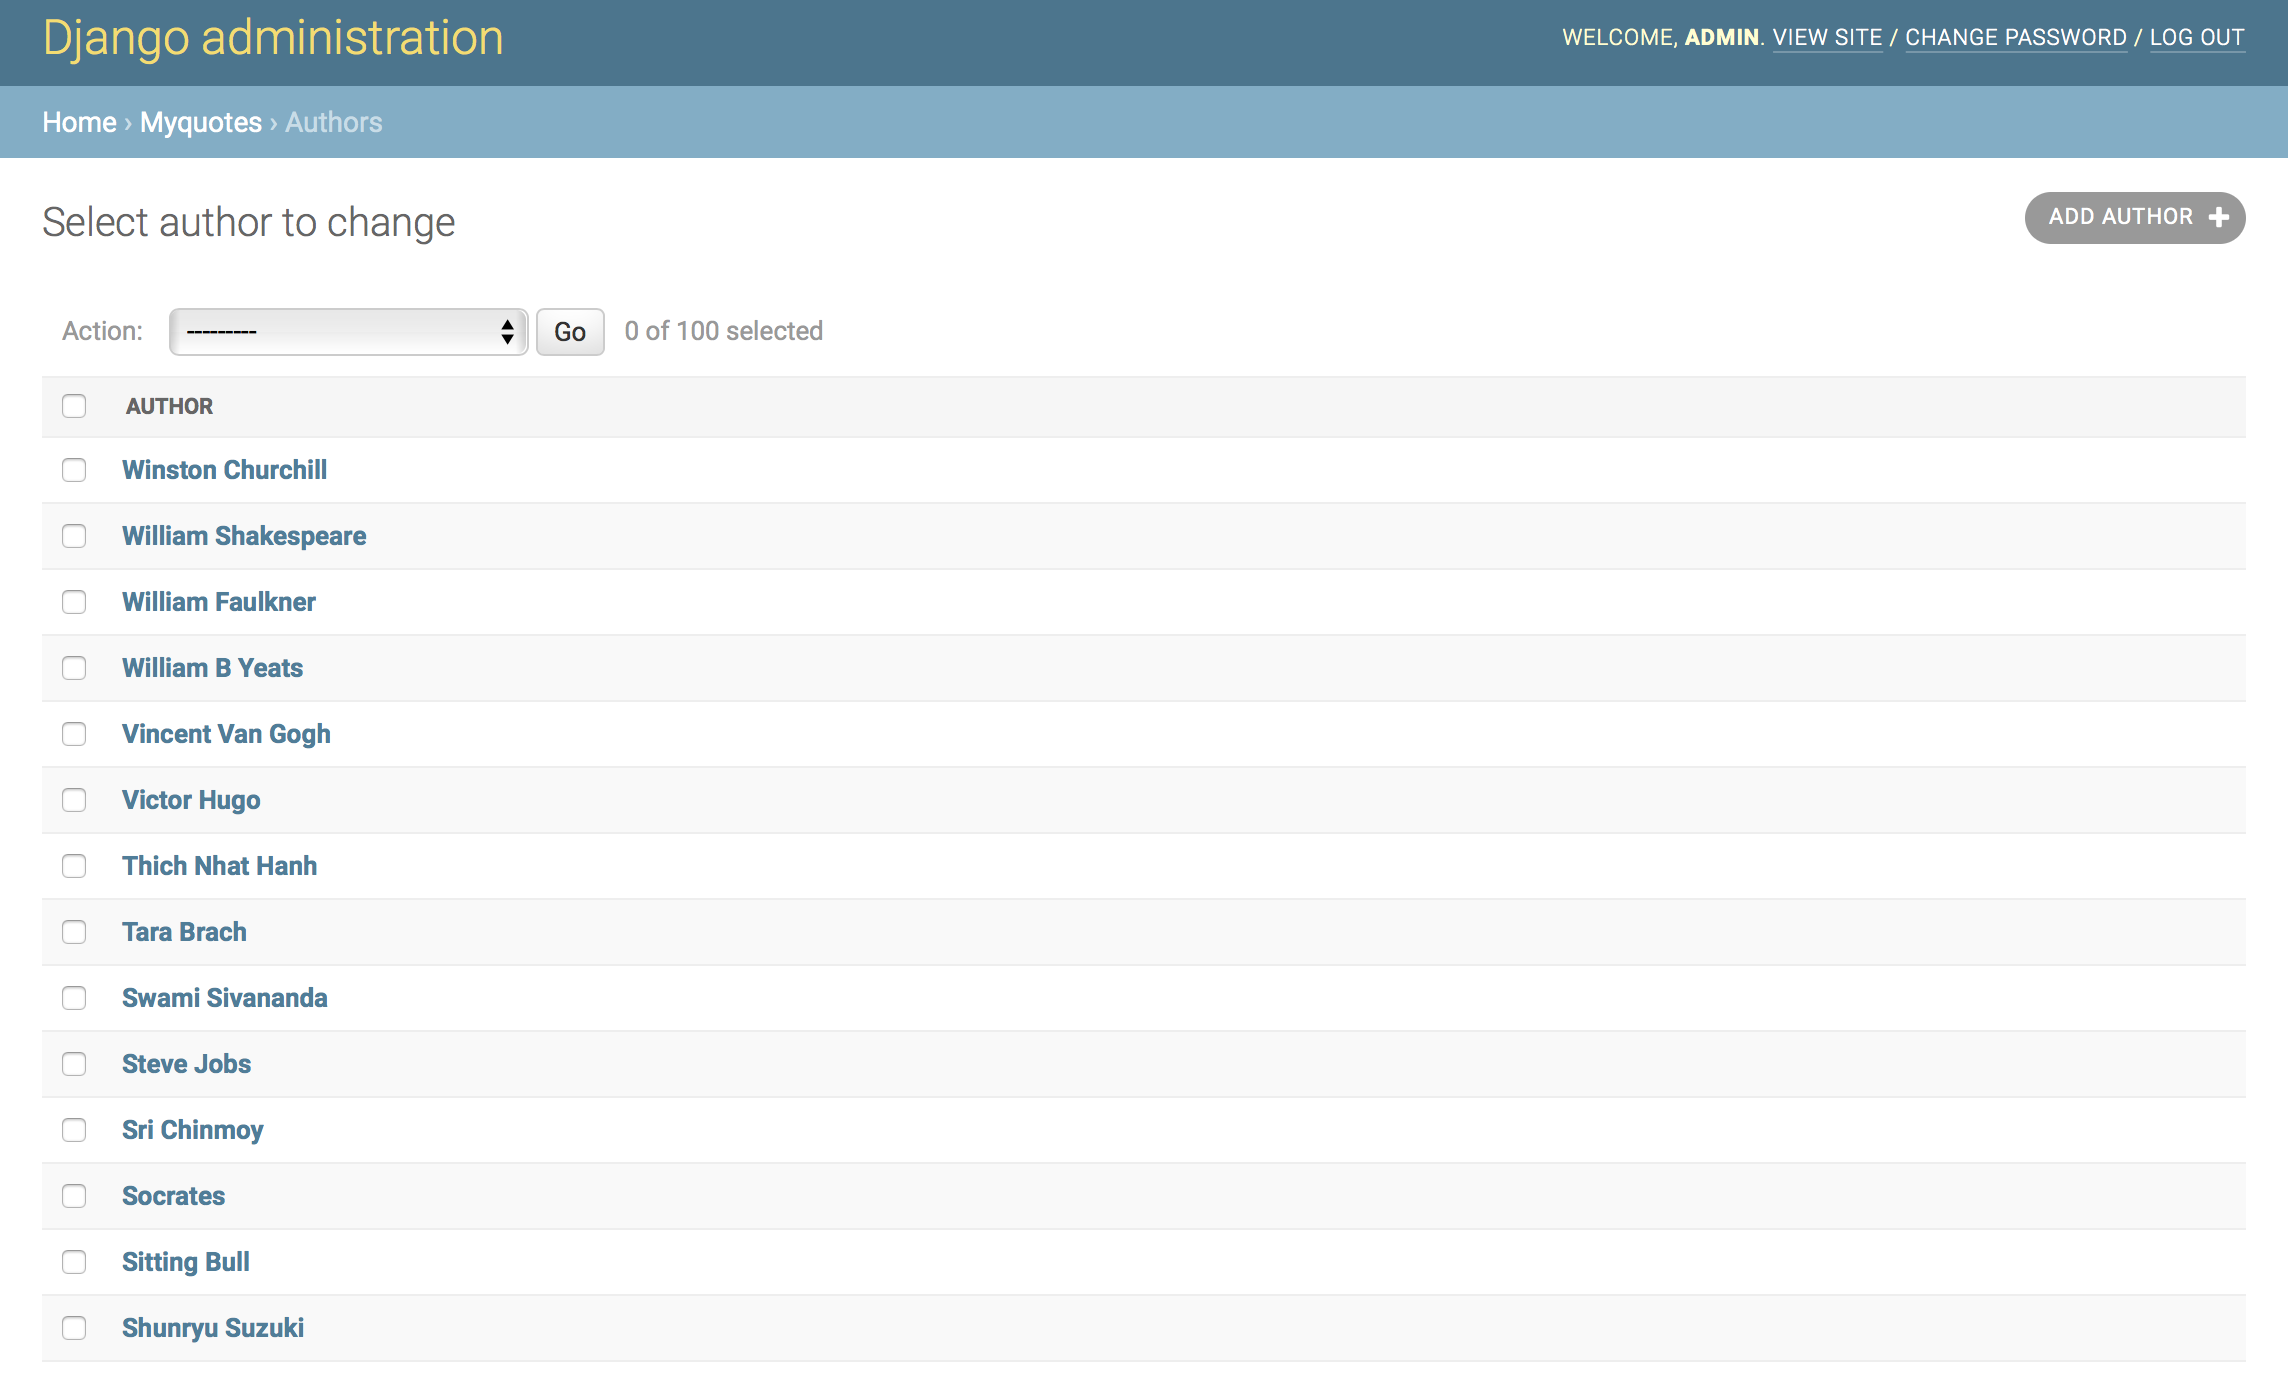 Django administration
WELCOME, ADMIN. VIEW SITE / CHANGE PASSWORD / LOG OUT
Home › Myquotes › Authors
Select author to change
ADD AUTHOR +
Action: --------- Go 0 of 100 selected
AUTHOR
Winston Churchill
William Shakespeare
William Faulkner
William B Yeats
Vincent Van Gogh
Victor Hugo
Thich Nhat Hanh
Tara Brach
Swami Sivananda
Steve Jobs
Sri Chinmoy
Socrates
Sitting Bull
Shunryu Suzuki